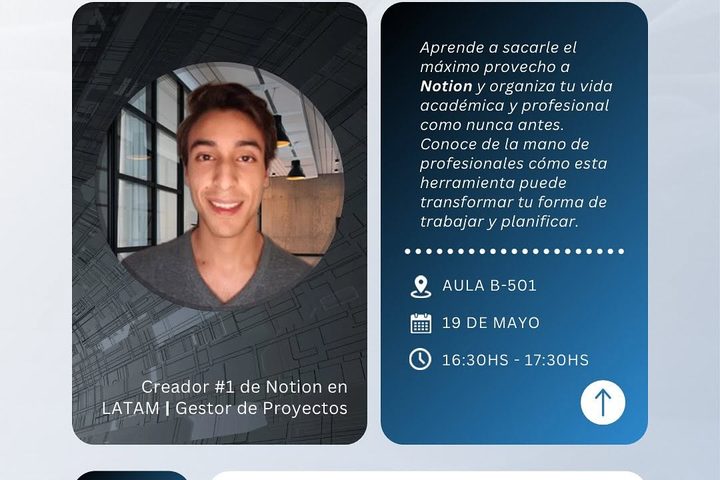 Creador #1 de Notion en
LATAM | Gestor de Proyectos
Aprende a sacarle el
máximo provecho a
Notion y organiza tu vida
académica y profesional
como nunca antes.
Conoce de la mano de
profesionales cómo esta
herramienta puede
transformar tu forma de
trabajar y planificar.
AULA B-501
19 DE MAYO
16:30HS - 17:30HS